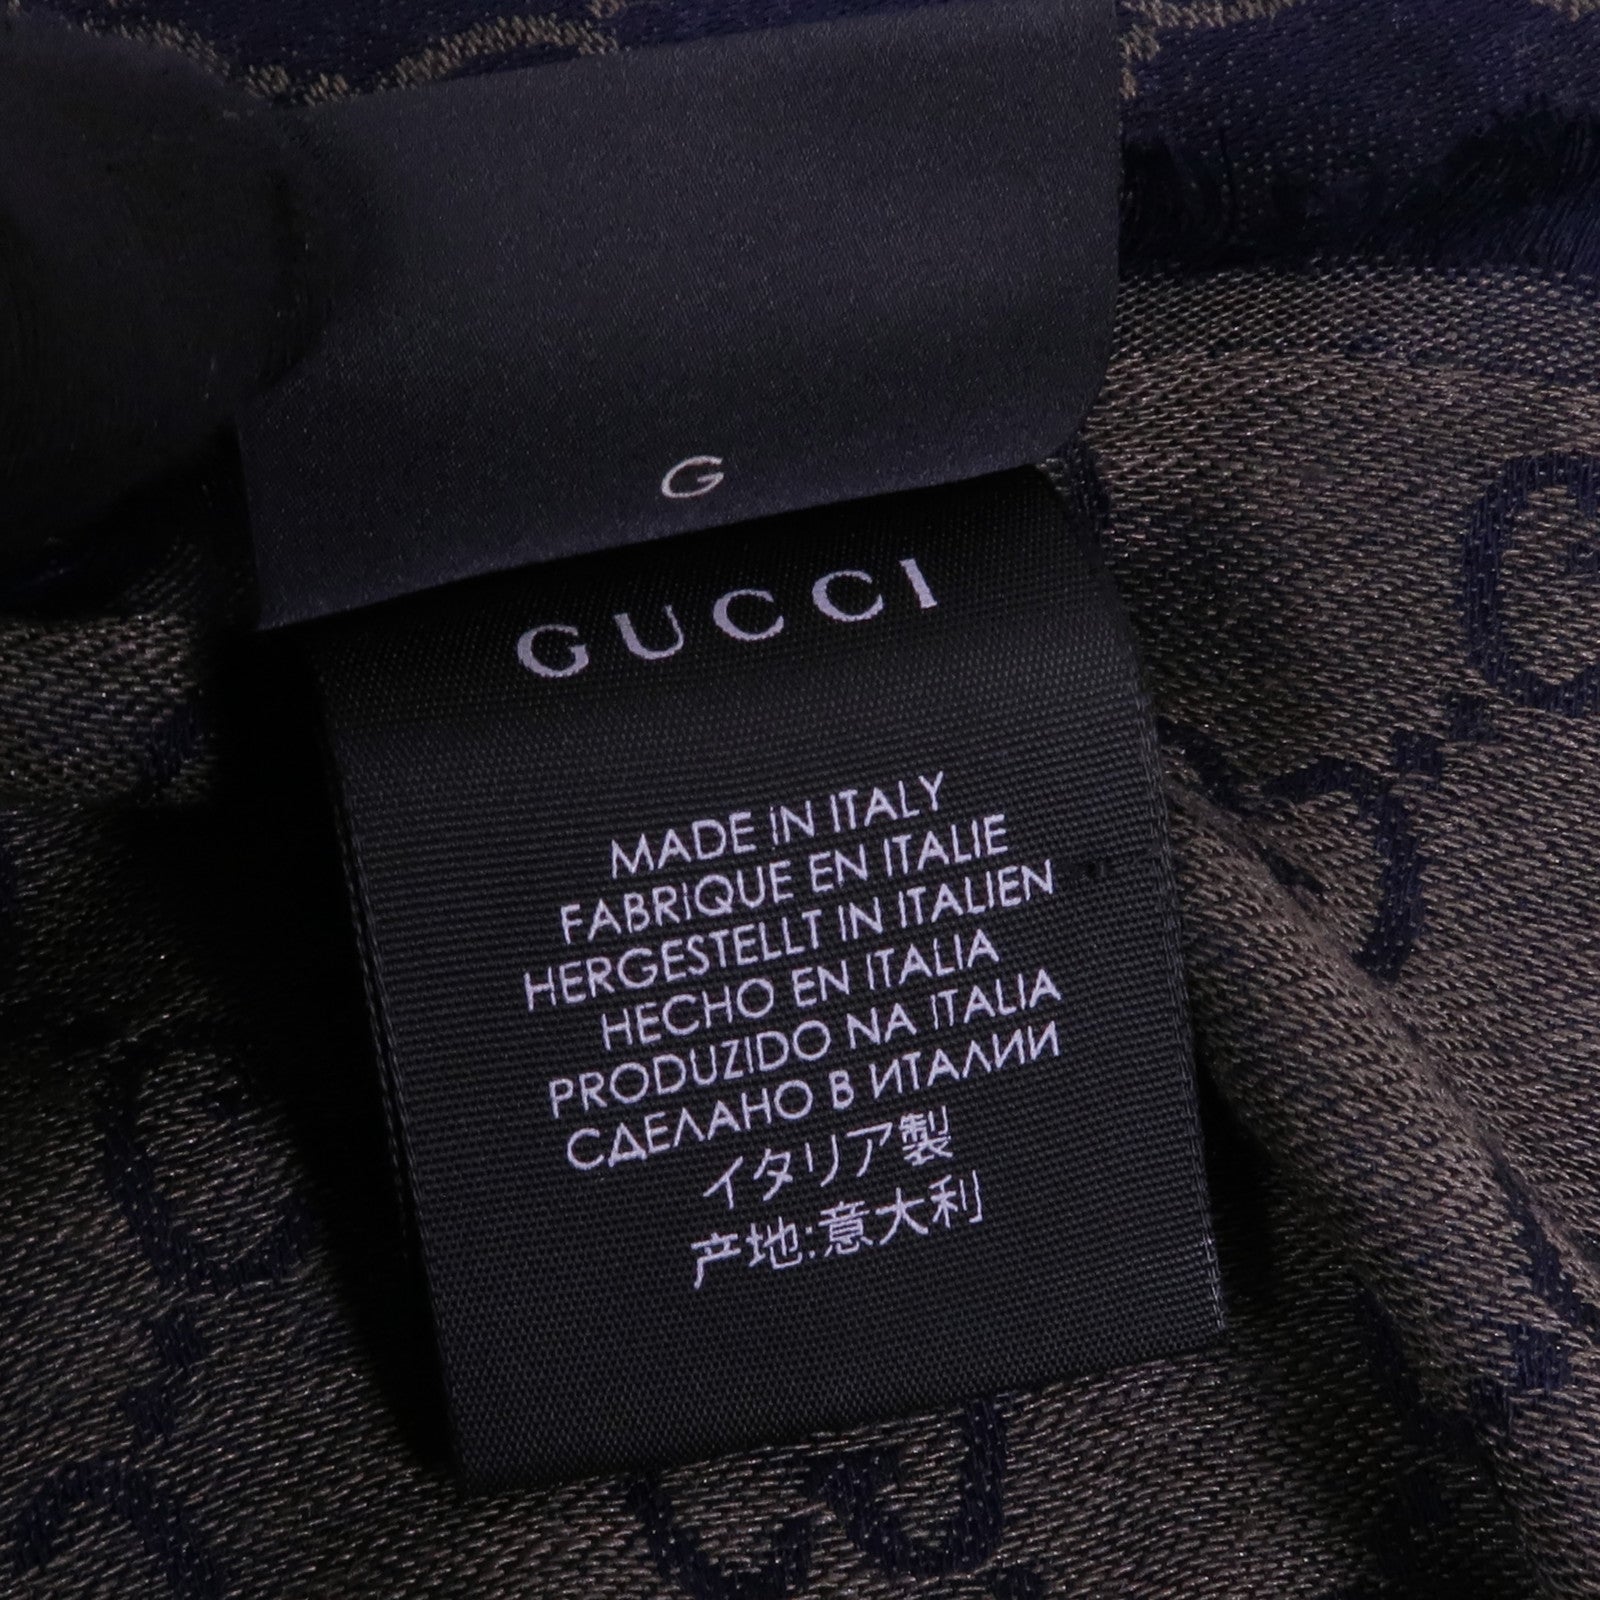 G
GUCCI
MADE IN ITALY
FABRIQUE EN ITALIE
HERGESTELLT IN ITALIEN
HECHO EN ITALIA
PRODUZIDO NA ITALIA
СДЕЛАНО В ИТАЛИИ
イタリア製
产地:意大利